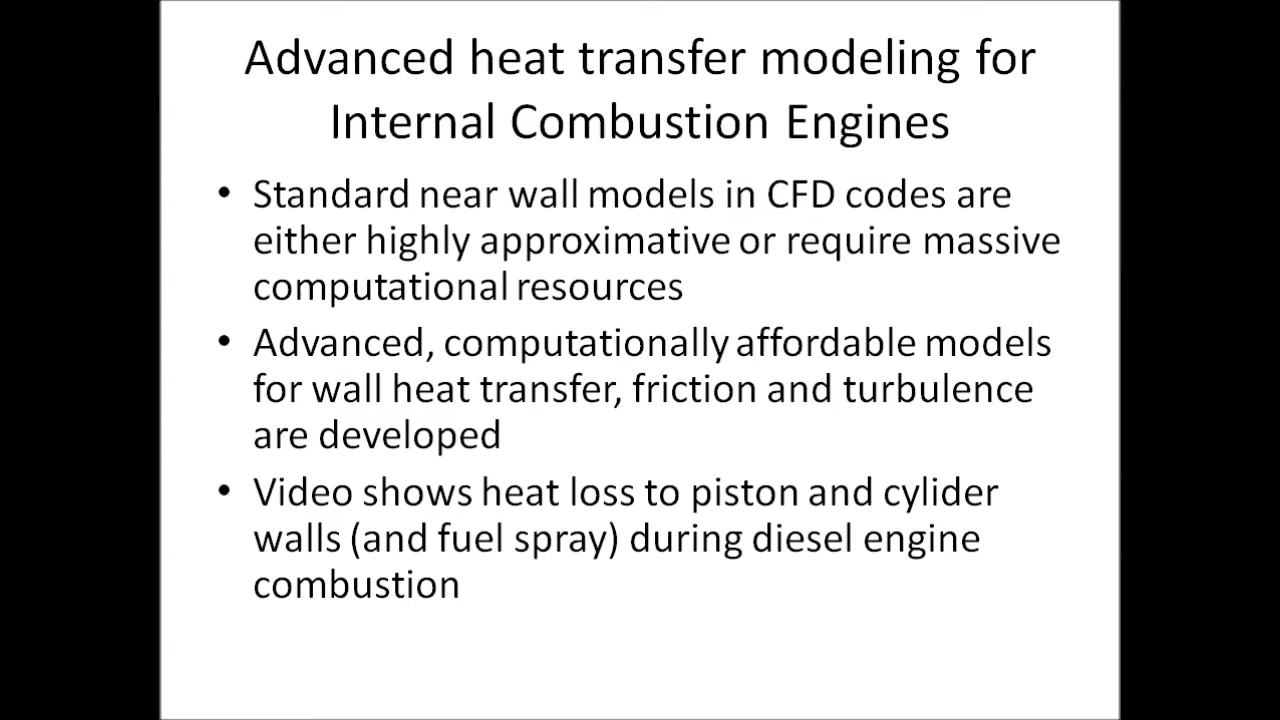 Advanced heat transfer modeling for
Internal Combustion Engines
• Standard near wall models in CFD codes are
either highly approximative or require massive
computational resources
• Advanced, computationally affordable models
for wall heat transfer, friction and turbulence
are developed
• Video shows heat loss to piston and cylider
walls (and fuel spray) during diesel engine
combustion